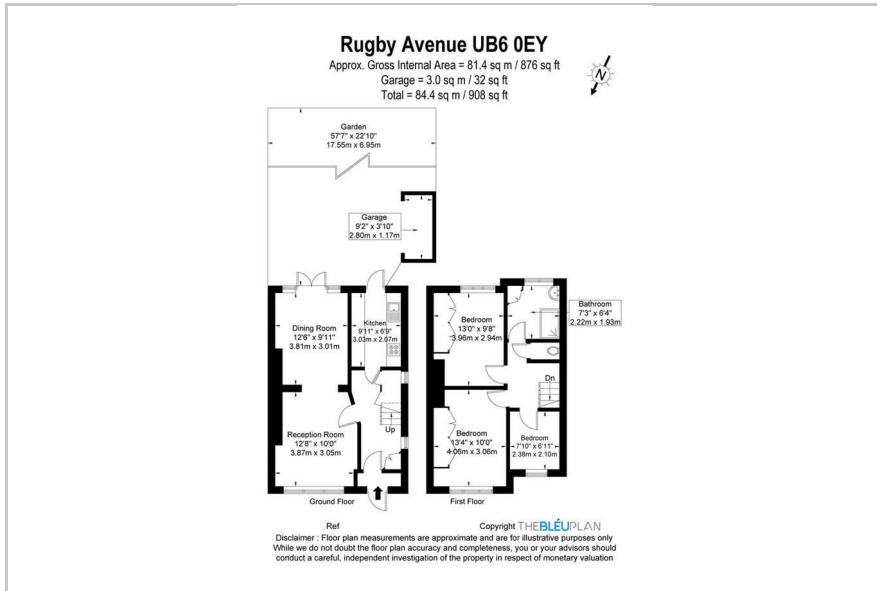 Rugby Avenue UB6 0EY
Approx. Gross Internal Area = 81.4 sq m / 876 sq ft
Garage = 3.0 sq m / 32 sq ft
Total = 84.4 sq m / 908 sq ft
N
Garden
57'7" x 22'10"
17.55m x 6.95m
Garage
9'2" x 3'10"
2.80m x 1.17m
Dining Room
12'6" x 9'11"
3.81m x 3.01m
Kitchen
9'11" x 6'9"
3.03m x 2.07m
Reception Room
12'8" x 10'0"
3.87m x 3.05m
Up
Ground Floor
Bedroom
13'0" x 9'8"
3.96m x 2.94m
Bathroom
7'3" x 6'4"
2.22m x 1.93m
Dn
Bedroom
13'4" x 10'0"
4.06m x 3.06m
Bedroom
7'10" x 6'11"
2.38m x 2.10m
First Floor
Ref
Copyright THEBLÉUPLAN
Disclaimer : Floor plan measurements are approximate and are for illustrative purposes only
While we do not doubt the floor plan accuracy and completeness, you or your advisors should
conduct a careful, independent investigation of the property in respect of monetary valuation